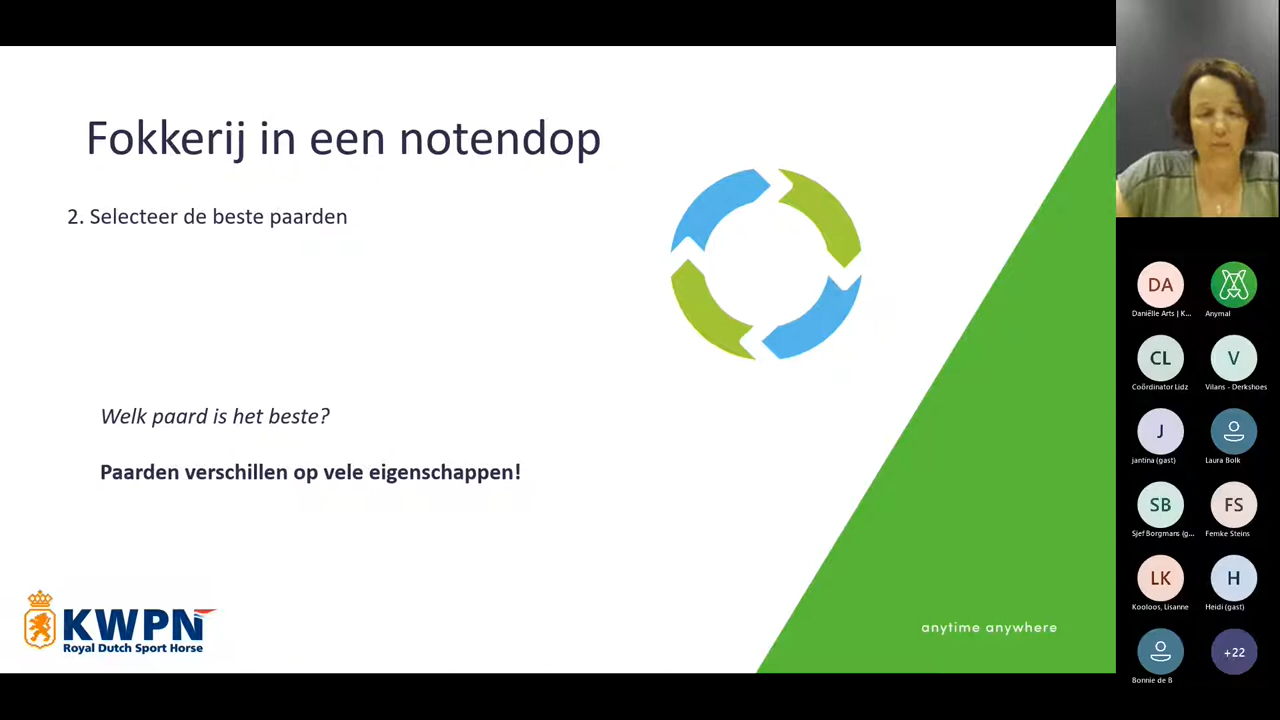 Fokkerij in een notendop
2. Selecteer de beste paarden
Welk paard is het beste?
Paarden verschillen op vele eigenschappen!
KWPN
Royal Dutch Sport Horse
anytime anywhere
DA
Daniëlle Arts | K...
Anymal
CL
Coördinator Lidz
V
Vilans - Derkshoes
J
jantina (gast)
Laura Bolk
SB
Sjef Borgmans (g...
FS
Femke Steins
LK
Kooloos, Lisanne
H
Heidi (gast)
Bonnie de B
+22